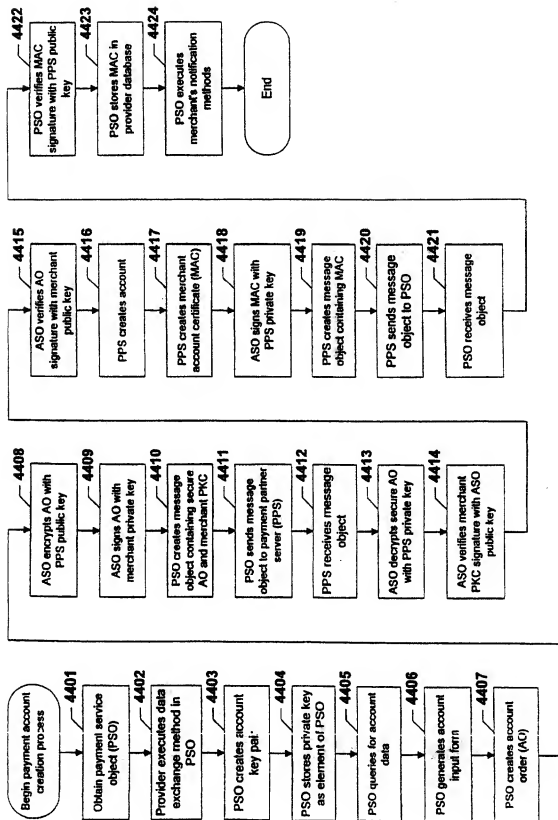 Begin payment account
creation process
4401
Obtain payment service
object (PSO)
4402
Provider executes data
exchange method in
PSO
4403
PSO creates account
key pair
4404
PSO stores private key
as element of PSO
4405
PSO queries for account
data
4406
PSO generates account
input form
4407
PSO creates account
order (AO)
4408
ASO encrypts AO with
PPS public key
4409
ASO signs AO with
merchant private key
4410
PSO creates message
object containing secure
AO and merchant PKC
4411
PSO sends message
object to payment partner
server (PPS)
4412
PPS receives message
object
4413
ASO decrypts secure AO
with PPS private key
4414
ASO verifies merchant
PKC signature with ASO
public key
4415
ASO verifies AO
signature with merchant
public key
4416
PPS creates account
4417
PPS creates merchant
account certificate (MAC)
4418
ASO signs MAC with
PPS private key
4419
PPS creates message
object containing MAC
4420
PPS sends message
object to PSO
4421
PSO receives message
object
4422
PSO verifies MAC
signature with PPS public
key
4423
PSO stores MAC in
provider database
4424
PSO executes
merchant's notification
methods
End